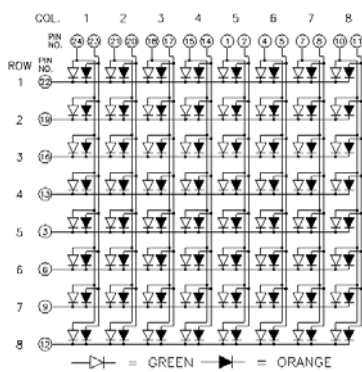 COL. 1 2 3 4 5 6 7 8
PIN NO. 24 23 21 20 18 17 15 14 1 2 4 5 7 8 10 11
ROW PIN NO.
1 22
2 19
3 16
4 13
5 3
6 6
7 9
8 12
= GREEN = ORANGE